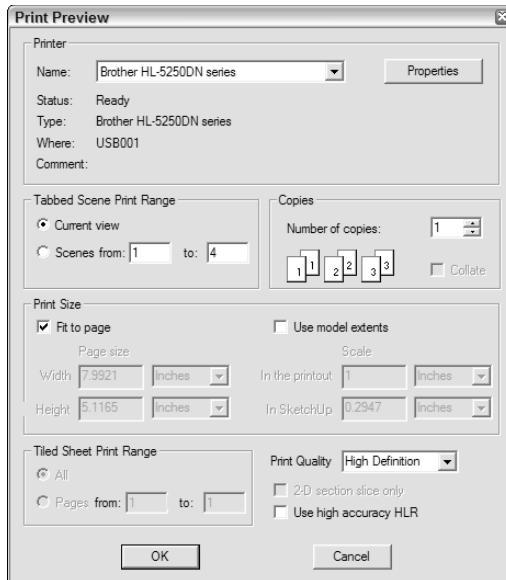 Print Preview
Printer
Name: Brother HL-5250DN series Properties
Status: Ready
Type: Brother HL-5250DN series
Where: USB001
Comment:
Tabbed Scene Print Range
Current view
Scenes from: 1 to: 4
Copies
Number of copies: 1
1 1 2 2 3 3
Collate
Print Size
Fit to page
Use model extents
Page size
Width 7.9921 Inches
Height 5.1165 Inches
Scale
In the printout 1 Inches
In SketchUp 0.2947 Inches
Tiled Sheet Print Range
All
Pages from: 1 to: 1
Print Quality High Definition
2-D section slice only
Use high accuracy HLR
OK Cancel